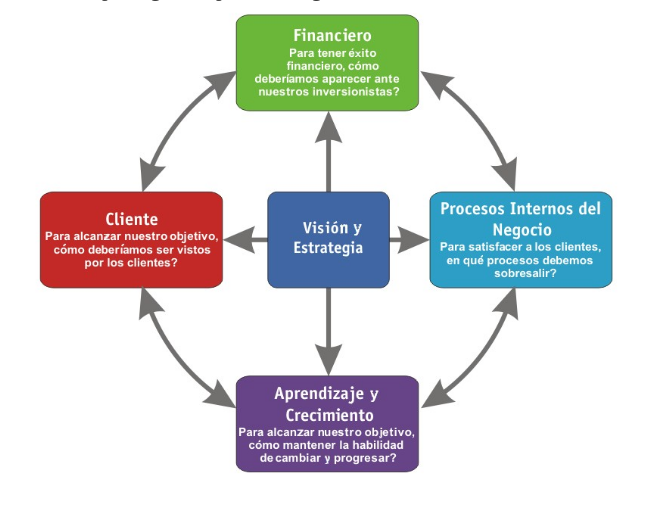 Financiero
Para tener éxito
financiero, cómo
deberíamos aparecer ante
nuestros inversionistas?
Cliente
Para alcanzar nuestro objetivo,
cómo deberíamos ser vistos
por los clientes?
Visión y
Estrategia
Procesos Internos del
Negocio
Para satisfacer a los clientes,
en qué procesos debemos
sobresalir?
Aprendizaje y
Crecimiento
Para alcanzar nuestro objetivo,
cómo mantener la habilidad
de cambiar y progresar?